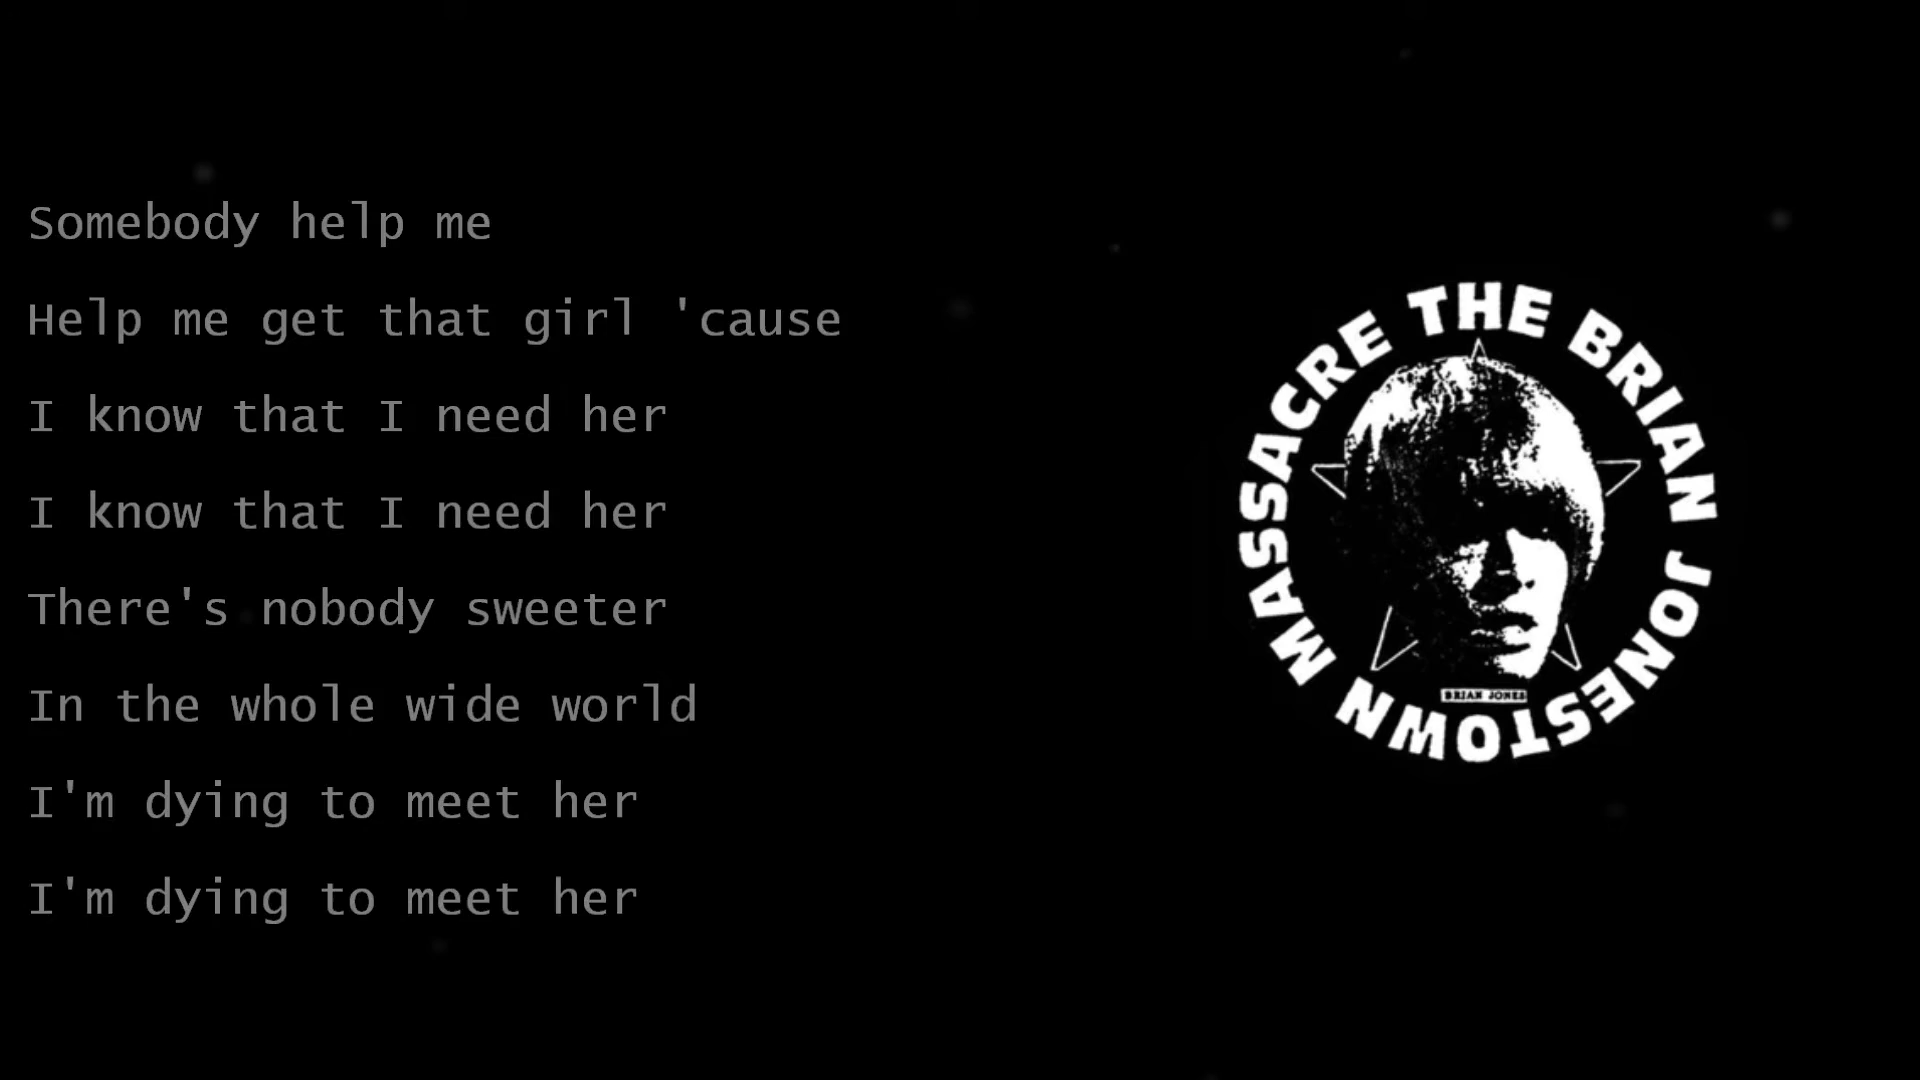 Somebody help me
Help me get that girl 'cause
I know that I need her
I know that I need her
There's nobody sweeter
In the whole wide world
I'm dying to meet her
I'm dying to meet her
THE BRIAN JONESTOWN MASSACRE
BRIAN JONES